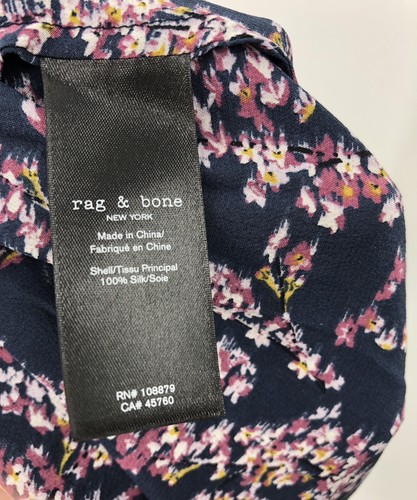 rag & bone
NEW YORK
Made in China/
Fabriqué en Chine
Shell/Tissu Principal
100% Silk/Soie
RN# 108879
CA# 45760